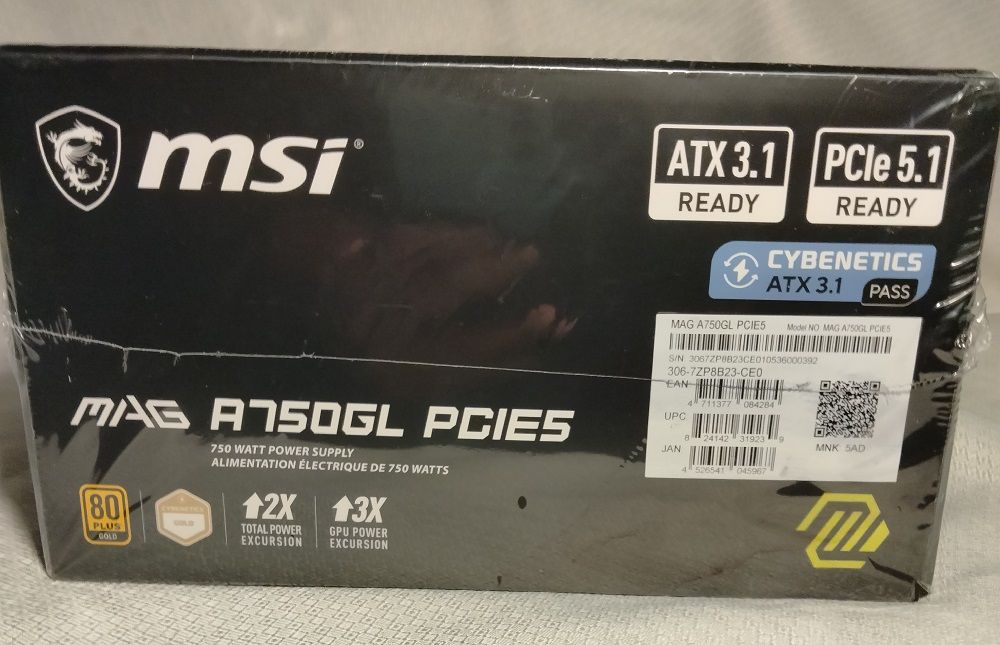 msi®
ATX 3.1
READY
PCIe 5.1
READY
CYBENETICS
ATX 3.1
PASS
MAG A750GL PCIE5 Model NO MAG A750GL PCIE5
S/N 3067ZP8B23CE010536000392
306-7ZP8B23-CE0
EAN
4 711377 084284
UPC
8 24142 31923 9
JAN
4 526541 045967
MNK 5AD
MAG A750GL PCIE5
750 WATT POWER SUPPLY
ALIMENTATION ÉLECTRIQUE DE 750 WATTS
80
PLUS
GOLD
CYBENETICS
GOLD
2X
TOTAL POWER
EXCURSION
3X
GPU POWER
EXCURSION